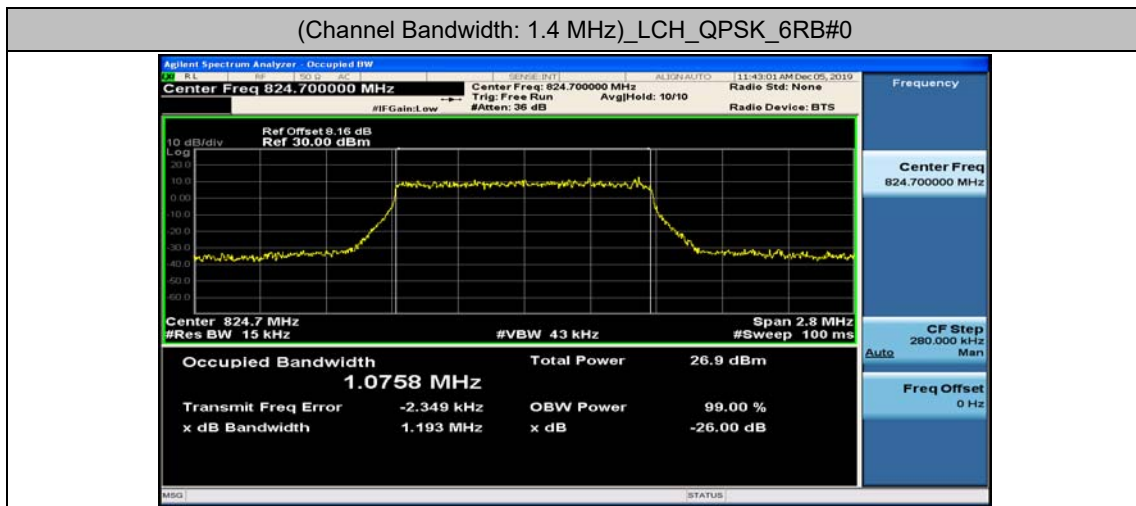 (Channel Bandwidth: 1.4 MHz)_LCH_QPSK_6RB#0
Agilent Spectrum Analyzer - Occupied BW
RL RF 50 Ω AC SENSE:INT ALIGN AUTO 11:43:01 AM Dec 05, 2019
Center Freq 824.700000 MHz Center Freq: 824.700000 MHz Radio Std: None
Trig: Free Run Avg|Hold: 10/10
#IFGain:Low #Atten: 36 dB Radio Device: BTS
Ref Offset 8.16 dB
10 dB/div Ref 30.00 dBm
Log
20.0
10.0
0.00
-10.0
-20.0
-30.0
-40.0
-50.0
-60.0
Center 824.7 MHz Span 2.8 MHz
#Res BW 15 kHz #VBW 43 kHz #Sweep 100 ms
Occupied Bandwidth Total Power 26.9 dBm
1.0758 MHz
Transmit Freq Error -2.349 kHz OBW Power 99.00 %
x dB Bandwidth 1.193 MHz x dB -26.00 dB
MSG STATUS
Frequency
Center Freq
824.700000 MHz
CF Step
280.000 kHz
Auto Man
Freq Offset
0 Hz